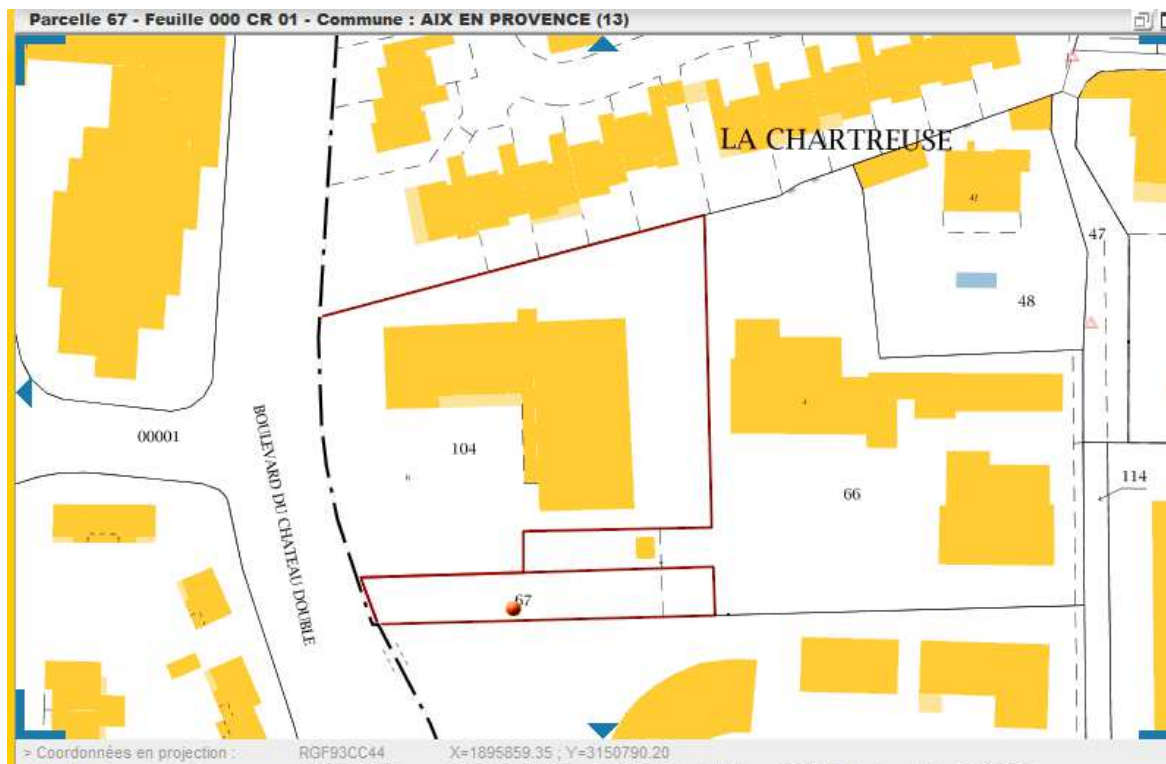 Parcelle 67 - Feuille 000 CR 01 - Commune : AIX EN PROVENCE (13)
LA CHARTREUSE
47
48
00001
BOULEVARD DU CHATEAU DOUBLE
104
66
114
67
> Coordonnées en projection : RGF93CC44 X=1895859.35 ; Y=3150790.20